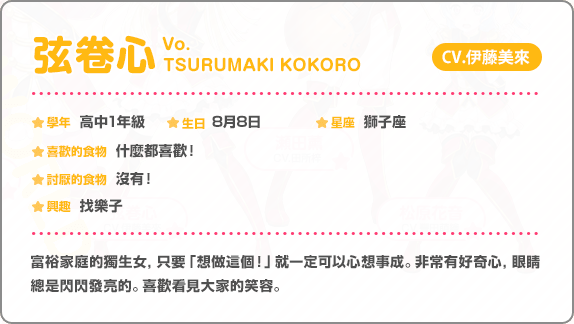 弦卷心 Vo. TSURUMAKI KOKORO CV.伊藤美來
★學年 高中1年級 ★生日 8月8日 ★星座 獅子座
★喜歡的食物 什麼都喜歡！
★討厭的食物 沒有！
★興趣 找樂子
富裕家庭的獨生女，只要「想做這個！」就一定可以心想事成。非常有好奇心，眼睛
總是閃閃發亮的。喜歡看見大家的笑容。